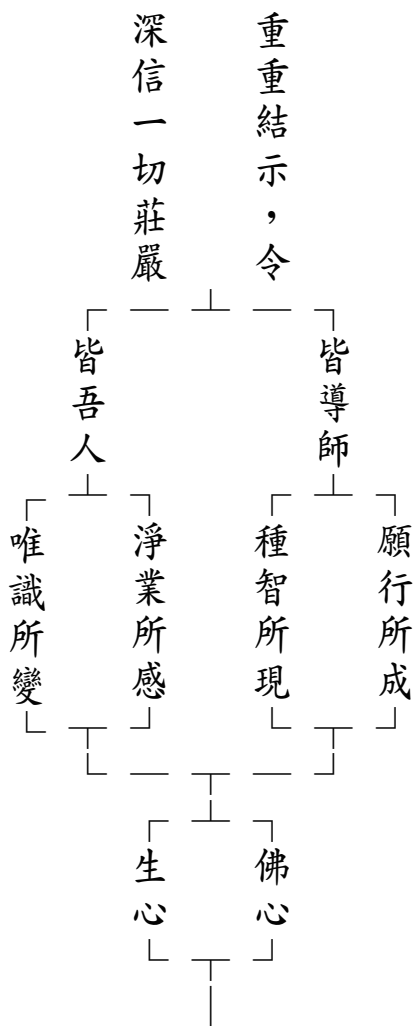 重重結示，令
深信一切莊嚴
皆導師
皆吾人
願行所成
種智所現
淨業所感
唯識所變
佛心
生心